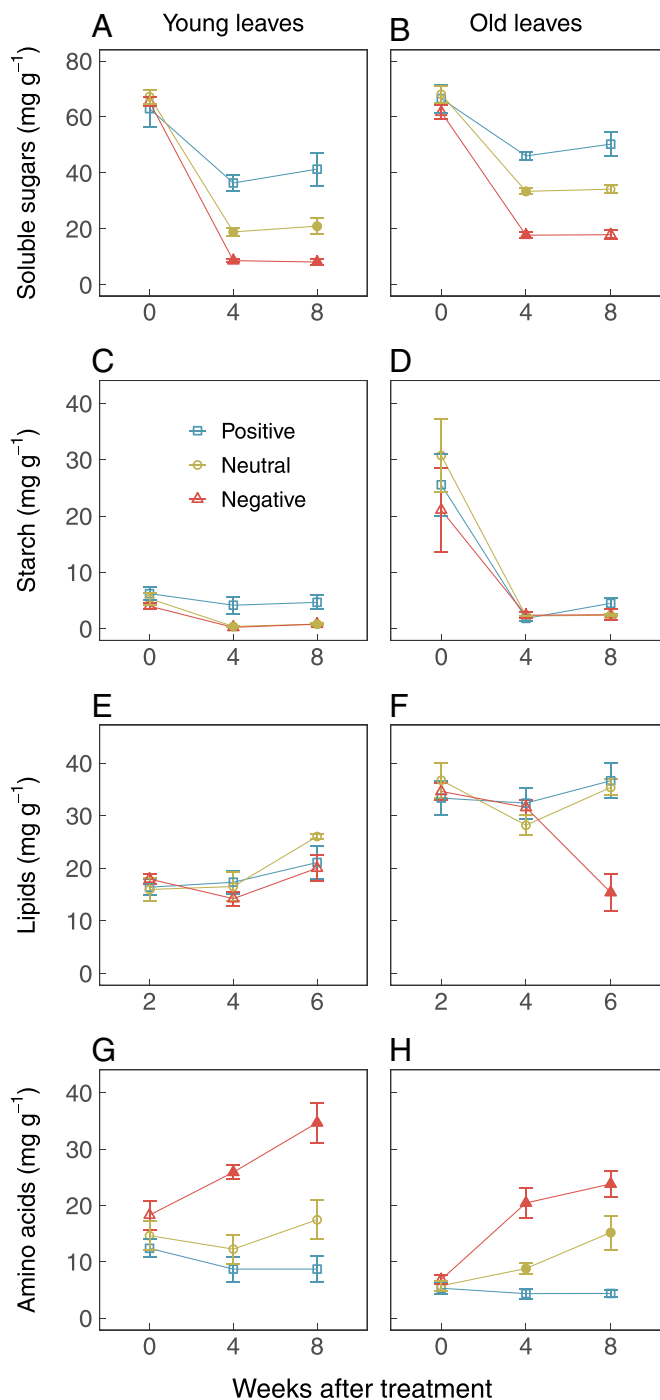 Young leaves Old leaves
A B
Soluble sugars (mg g⁻¹)
80
60
40
20
0
0 4 8 0 4 8
C D
Starch (mg g⁻¹)
40
30
20
10
0
Positive
Neutral
Negative
0 4 8 0 4 8
E F
Lipids (mg g⁻¹)
40
30
20
10
0
2 4 6 2 4 6
G H
Amino acids (mg g⁻¹)
40
30
20
10
0
0 4 8 0 4 8
Weeks after treatment